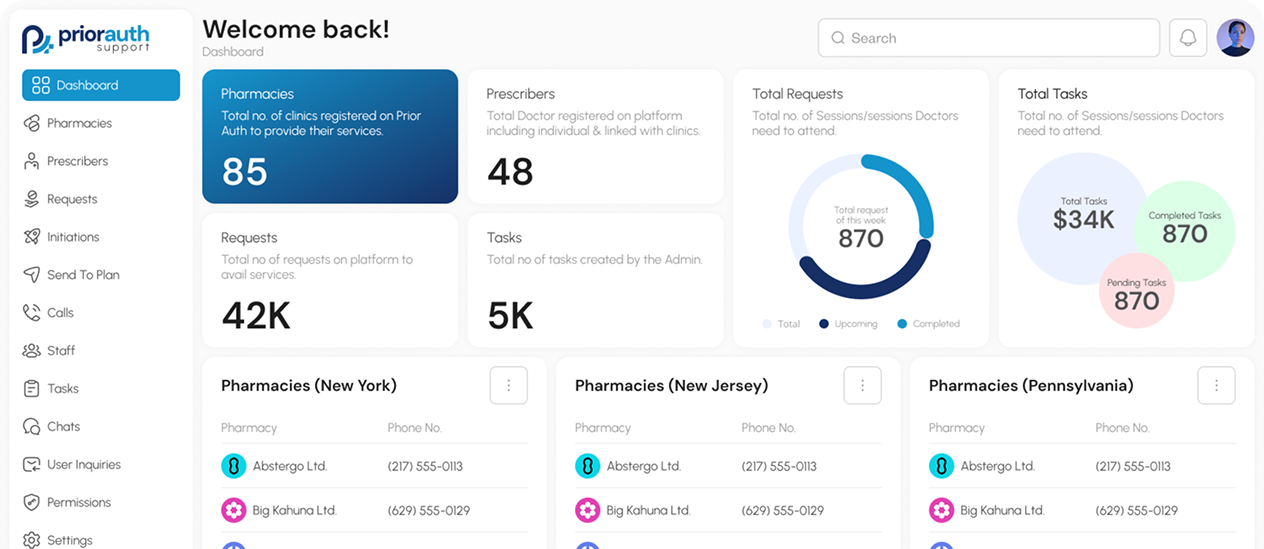 priorauth
support
Welcome back!
Dashboard
Search
Dashboard
Pharmacies
Prescribers
Requests
Initiations
Send To Plan
Calls
Staff
Tasks
Chats
User Inquiries
Permissions
Settings
Pharmacies
Total no. of clinics registered on Prior
Auth to provide their services.
85
Prescribers
Total Doctor registered on platform
including individual & linked with clinics.
48
Requests
Total no of requests on platform to
avail services.
42K
Tasks
Total no of tasks created by the Admin.
5K
Total Requests
Total no. of Sessions/sessions Doctors
need to attend.
Total request
of this week
870
Total
Upcoming
Completed
Total Tasks
Total no. of Sessions/sessions Doctors
need to attend.
Total Tasks
$34K
Completed Tasks
870
Pending Tasks
870
Pharmacies (New York)
Pharmacy Phone No.
Abstergo Ltd. (217) 555-0113
Big Kahuna Ltd. (629) 555-0129
Pharmacies (New Jersey)
Pharmacy Phone No.
Abstergo Ltd. (217) 555-0113
Big Kahuna Ltd. (629) 555-0129
Pharmacies (Pennsylvania)
Pharmacy Phone No.
Abstergo Ltd. (217) 555-0113
Big Kahuna Ltd. (629) 555-0129